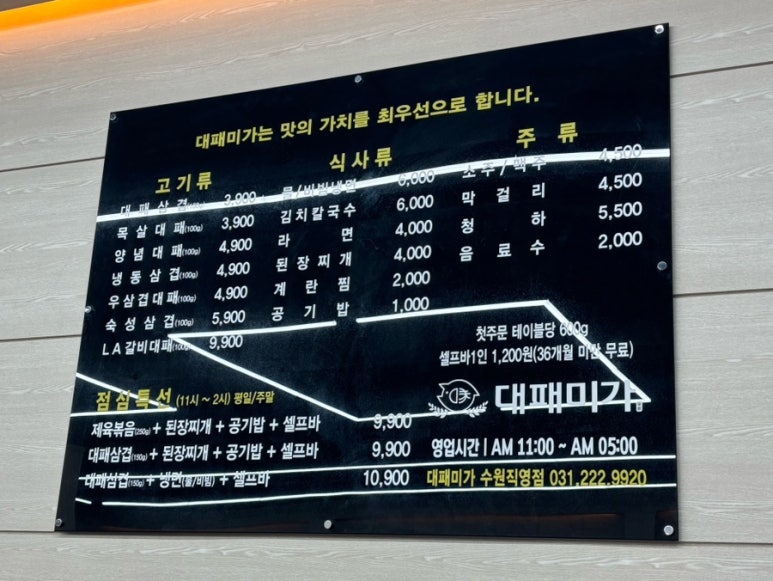 대패미가는 맛의 가치를 최우선으로 합니다.
고기류
대패삼겹(100g) 3,900
목살대패(100g) 3,900
양념대패(100g) 4,900
냉동삼겹(100g) 4,900
우삼겹대패(100g) 4,900
숙성삼겹(100g) 5,900
LA갈비대패(100g) 9,900
식사류
물/비빔냉면 6,000
김치칼국수 6,000
라면 4,000
된장찌개 4,000
계란찜 2,000
공기밥 1,000
주류
소주/맥주 4,500
막걸리 4,500
청하 5,500
음료수 2,000
첫주문 테이블당 600g
셀프바1인 1,200원(36개월 미만 무료)
점심특선 (11시 ~ 2시) 평일/주말
제육볶음(250g) + 된장찌개 + 공기밥 + 셀프바 9,900
대패삼겹(150g) + 된장찌개 + 공기밥 + 셀프바 9,900
대패삼겹(150g) + 냉면(물/비빔) + 셀프바 10,900
대패미가
영업시간 | AM 11:00 ~ AM 05:00
대패미가 수원직영점 031.222.9920